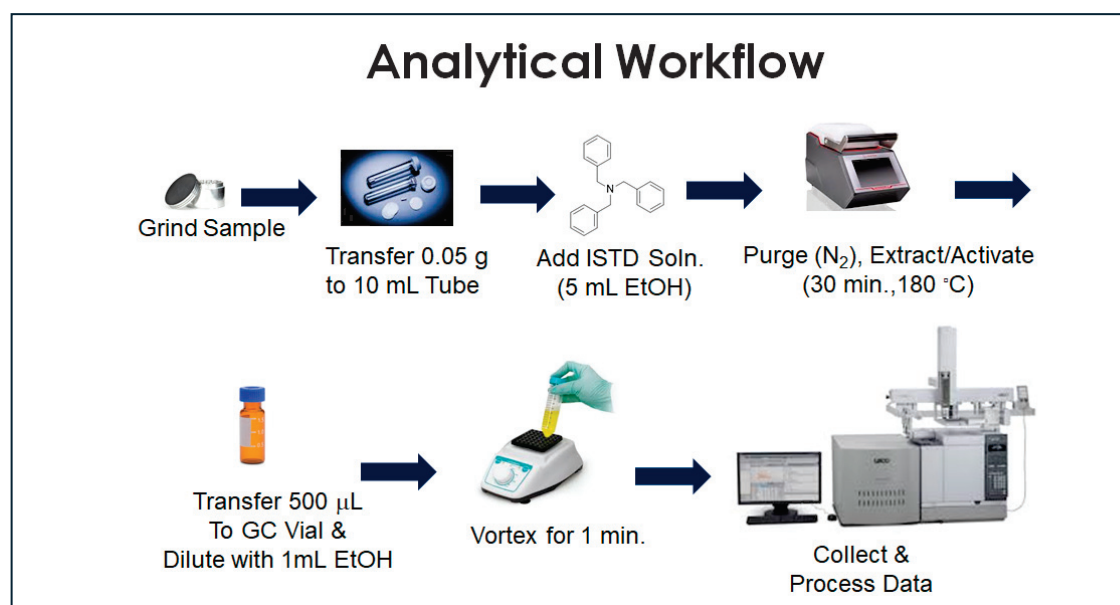 Analytical Workflow
Grind Sample
Transfer 0.05 g
to 10 mL Tube
N
Add ISTD Soln.
(5 mL EtOH)
Purge (N₂), Extract/Activate
(30 min.,180 °C)
Transfer 500 μL
To GC Vial &
Dilute with 1mL EtOH
Vortex for 1 min.
Collect &
Process Data